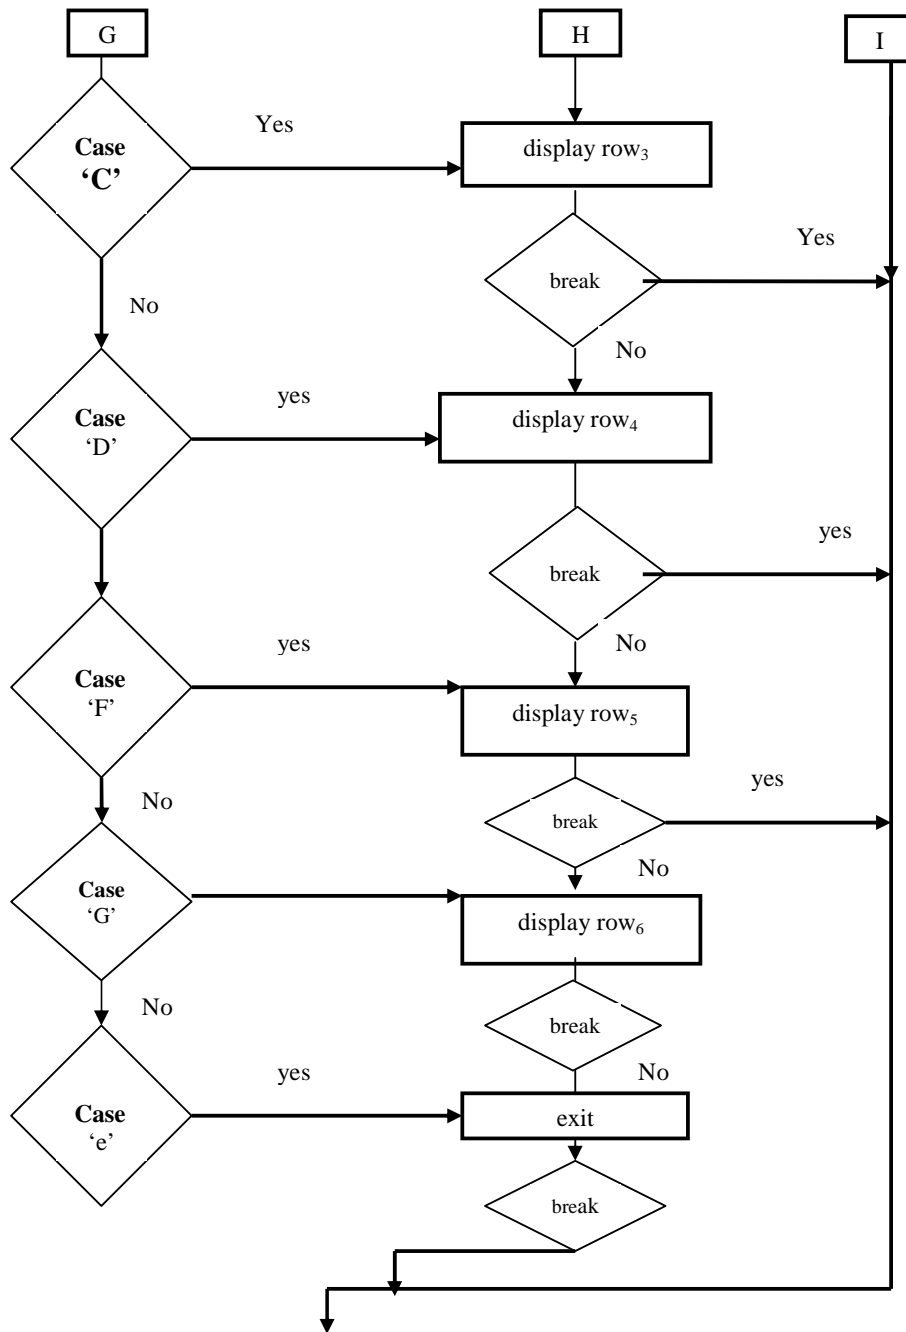 G
H
I
Case
‘C’
Yes
display row3
break
Yes
No
No
Case
‘D’
yes
display row4
break
yes
No
Case
‘F’
yes
display row5
break
yes
No
No
Case
‘G’
display row6
break
No
No
Case
‘e’
yes
exit
break